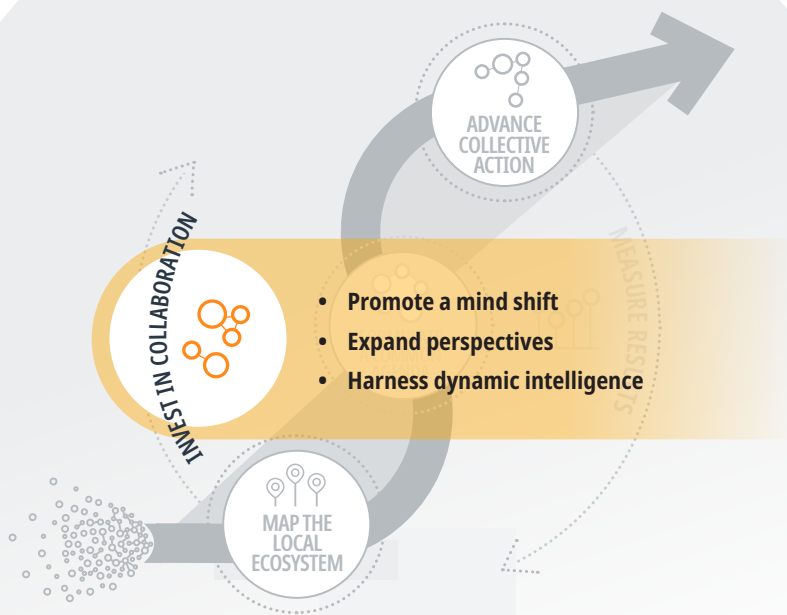 ADVANCE
COLLECTIVE
ACTION
MEASURE RESULTS
INVEST IN COLLABORATION
• Promote a mind shift
• Expand perspectives
• Harness dynamic intelligence
MAP THE
LOCAL
ECOSYSTEM